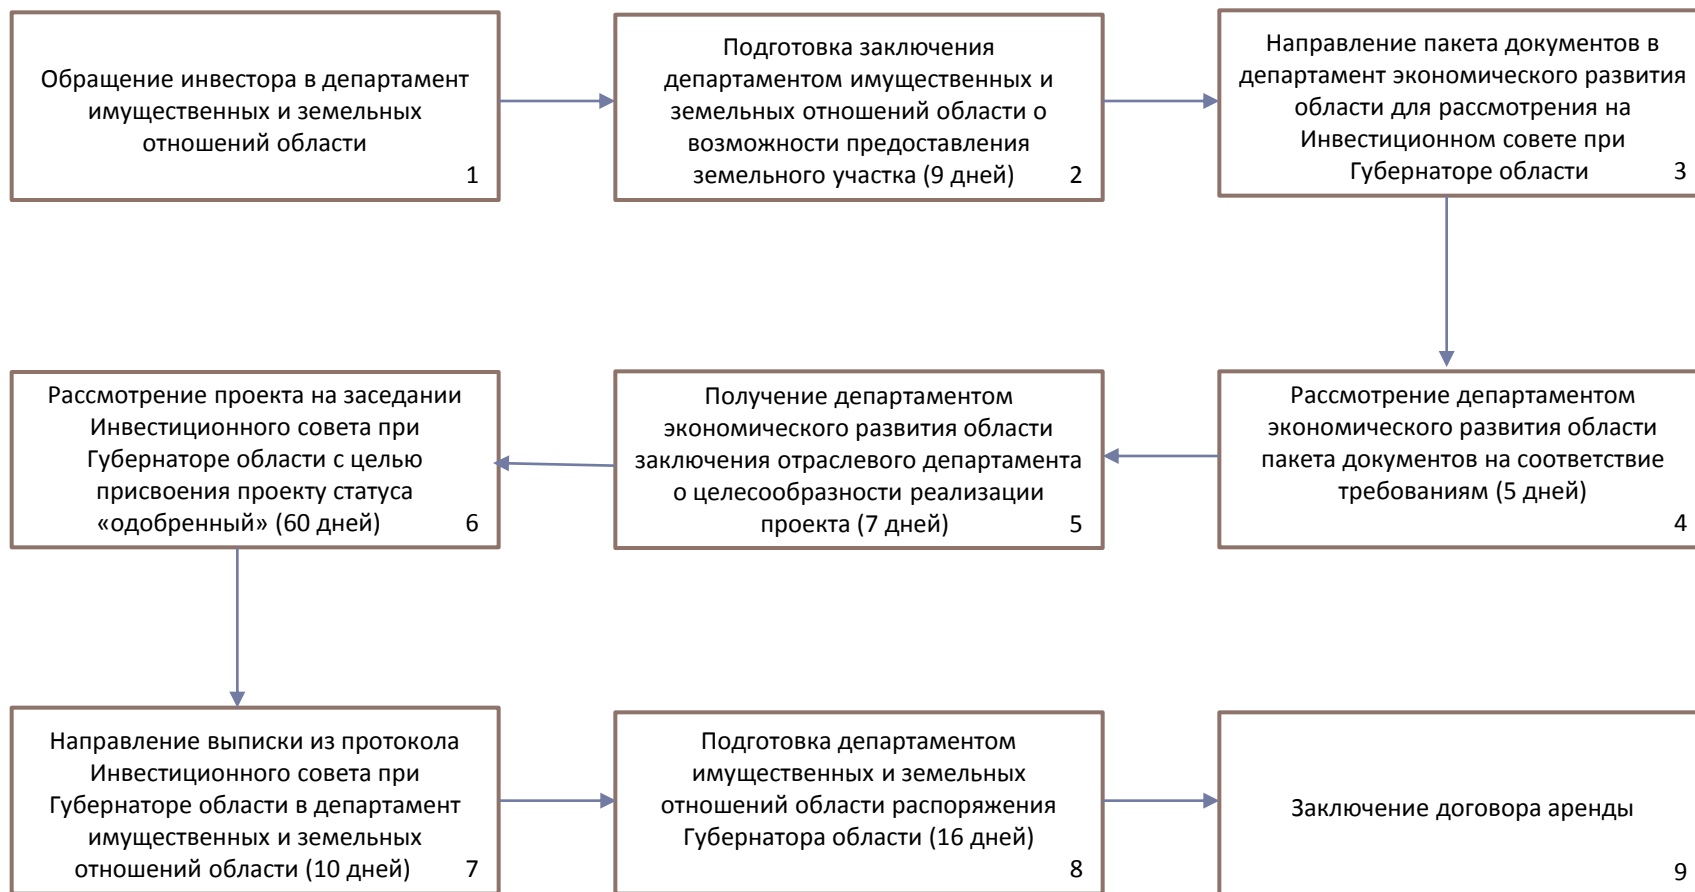 Обращение инвестора в департамент
имущественных и земельных
отношений области
1
Подготовка заключения
департаментом имущественных и
земельных отношений области о
возможности предоставления
земельного участка (9 дней)
2
Направление пакета документов в
департамент экономического развития
области для рассмотрения на
Инвестиционном совете при
Губернаторе области
3
Рассмотрение департаментом
экономического развития области
пакета документов на соответствие
требованиям (5 дней)
4
Получение департаментом
экономического развития области
заключения отраслевого департамента
о целесообразности реализации
проекта (7 дней)
5
Рассмотрение проекта на заседании
Инвестиционного совета при
Губернаторе области с целью
присвоения проекту статуса
«одобренный» (60 дней)
6
Направление выписки из протокола
Инвестиционного совета при
Губернаторе области в департамент
имущественных и земельных
отношений области (10 дней)
7
Подготовка департаментом
имущественных и земельных
отношений области распоряжения
Губернатора области (16 дней)
8
Заключение договора аренды
9